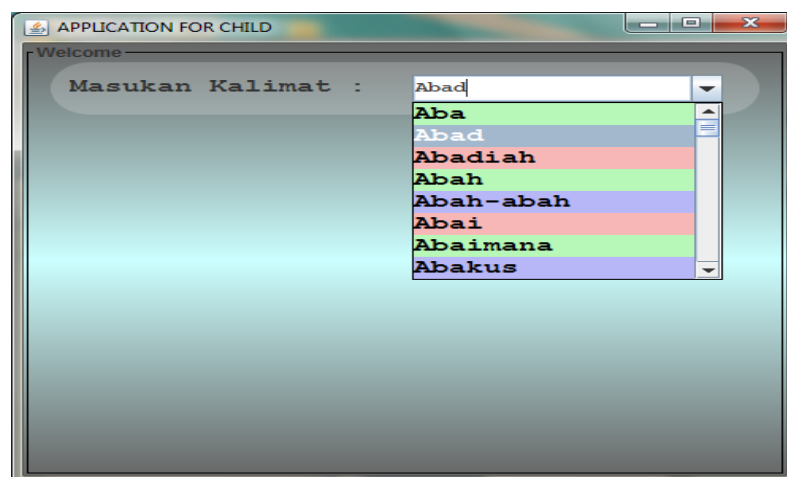 APPLICATION FOR CHILD
Welcome
Masukan Kalimat : Abad
Aba
Abad
Abadiah
Abah
Abah-abah
Abai
Abaimana
Abakus